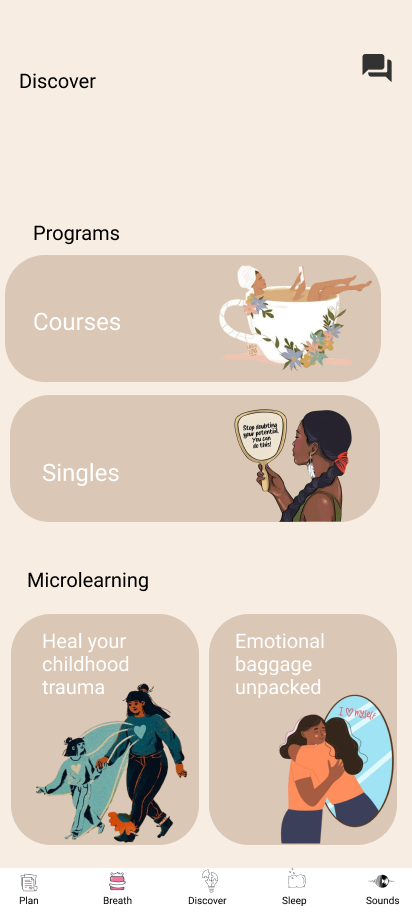 Discover
Programs
Courses
Stop doubting
your potential.
You can
do this!
Singles
Microlearning
Heal your
childhood
trauma
Emotional
baggage
unpacked
I ♡ myself
Plan
Breath
Discover
Sleep
Sounds